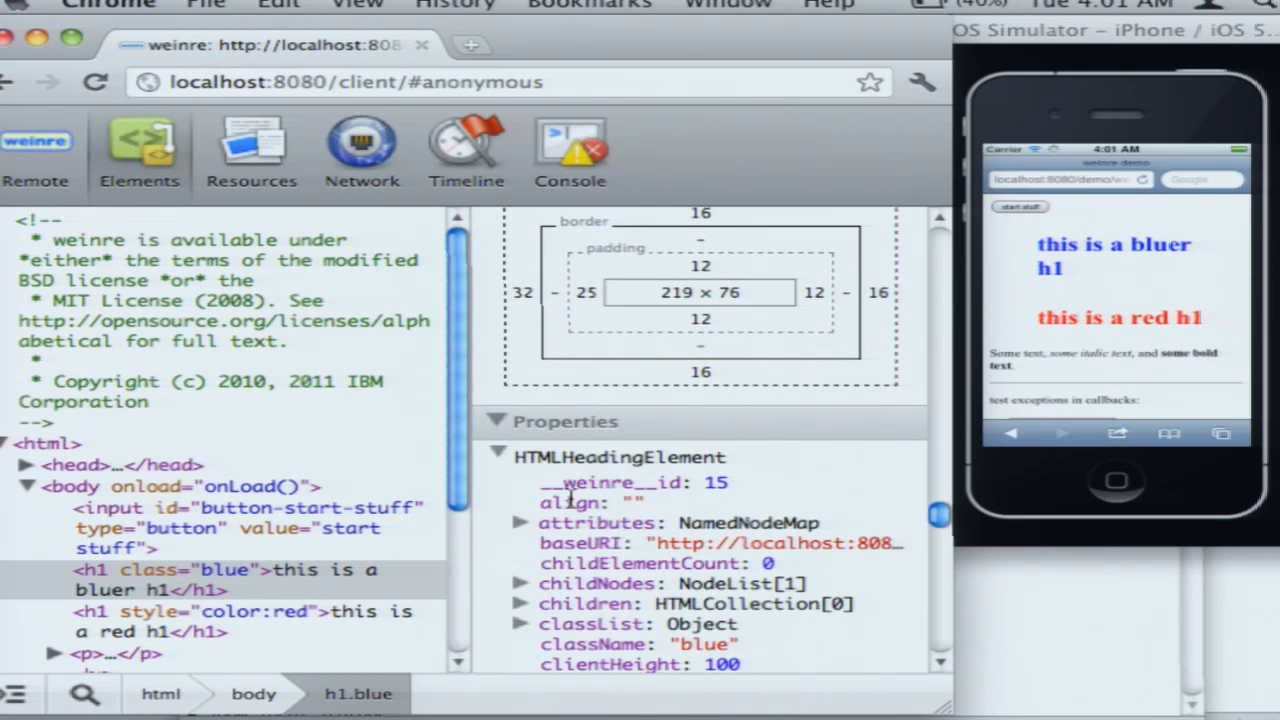 Chrome File Edit View History Bookmarks Window Help (40%) Tue 4:01 AM
weinre: http://localhost:808
localhost:8080/client/#anonymous
weinre
Remote Elements Resources Network Timeline Console
<!--
* weinre is available under
*either* the terms of the modified
BSD license *or* the
* MIT License (2008). See
http://opensource.org/licenses/alph
abetical for full text.
*
* Copyright (c) 2010, 2011 IBM
Corporation
-->
<html>
<head>…</head>
<body onload="onLoad()">
<input id="button-start-stuff"
type="button" value="start
stuff">
<h1 class="blue">this is a
bluer h1</h1>
<h1 style="color:red">this is
a red h1</h1>
<p>…</p>
html body h1.blue
16
border
padding -
12
32 - 25 219 × 76 12 - 16
12
-
16
Properties
HTMLHeadingElement
__weinre__id: 15
align: ""
attributes: NamedNodeMap
baseURI: "http://localhost:808…
childElementCount: 0
childNodes: NodeList[1]
children: HTMLCollection[0]
classList: Object
className: "blue"
clientHeight: 100
OS Simulator – iPhone / iOS 5...
Carrier 4:01 AM
weinre demo
localhost:8080/demo/we Google
start stuff
this is a bluer
h1
this is a red h1
Some text, some italic text, and some bold
text.
test exceptions in callbacks: